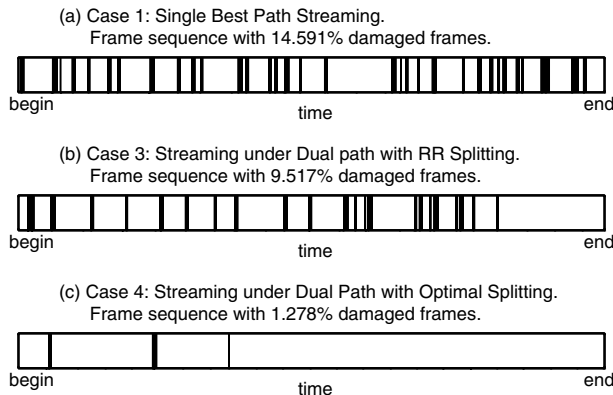 (a) Case 1: Single Best Path Streaming.
Frame sequence with 14.591% damaged frames.
begin
time
end
(b) Case 3: Streaming under Dual path with RR Splitting.
Frame sequence with 9.517% damaged frames.
begin
time
end
(c) Case 4: Streaming under Dual Path with Optimal Splitting.
Frame sequence with 1.278% damaged frames.
begin
time
end